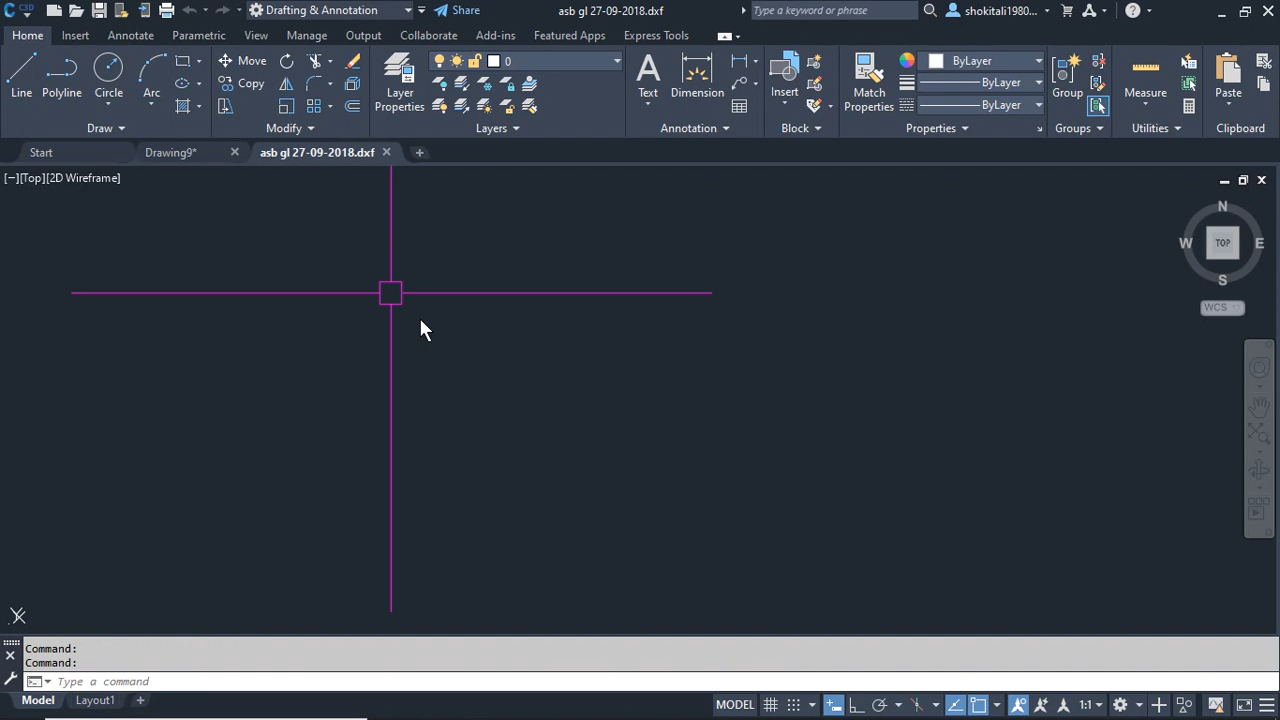 C3D Drafting & Annotation Share asb gl 27-09-2018.dxf Type a keyword or phrase shokitali1980...
Home Insert Annotate Parametric View Manage Output Collaborate Add-ins Featured Apps Express Tools
Line Polyline Circle Arc Move Copy Layer Properties 0 Text Dimension Insert Match Properties ByLayer ByLayer ByLayer Group Measure Paste
Draw Modify Layers Annotation Block Properties Groups Utilities Clipboard
Start Drawing9* asb gl 27-09-2018.dxf
[−][Top][2D Wireframe]
N
W TOP E
S
WCS
Y X
Command:
Command:
Type a command
Model Layout1 MODEL 1:1